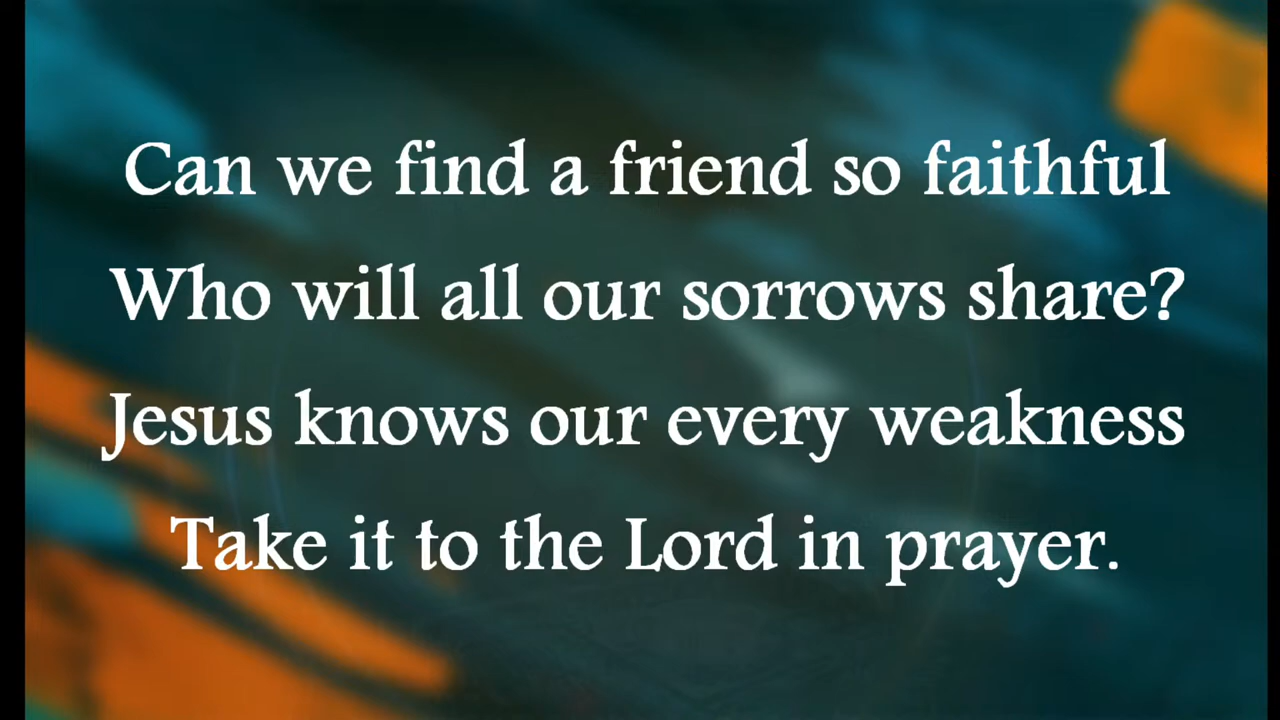 Can we find a friend so faithful
Who will all our sorrows share?
Jesus knows our every weakness
Take it to the Lord in prayer.